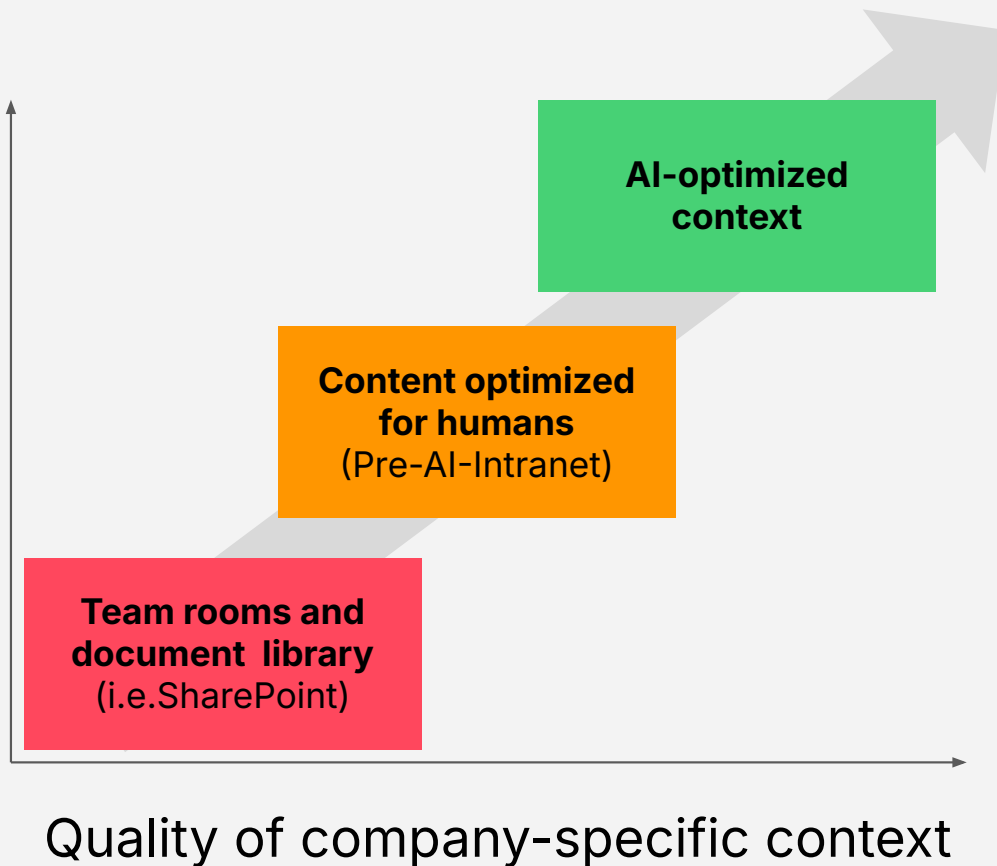 AI-optimized
context
Content optimized
for humans
(Pre-AI-Intranet)
Team rooms and
document  library
(i.e.SharePoint)
Quality of company-specific context